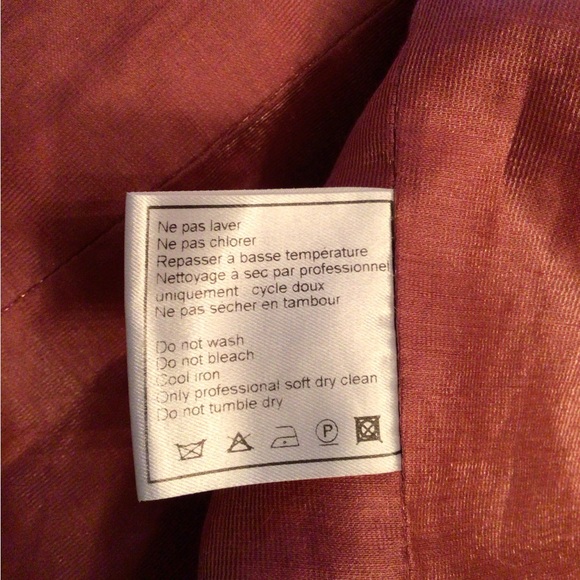 Ne pas laver
Ne pas chlorer
Repasser à basse température
Nettoyage à sec par professionnel
uniquement : cycle doux
Ne pas sécher en tambour
Do not wash
Do not bleach
Cool iron
Only professional soft dry clean
Do not tumble dry
P